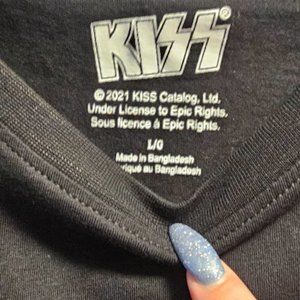 KISS®
© 2021 KISS Catalog, Ltd.
Under License to Epic Rights.
Sous licence à Epic Rights.
L/G
Made in Bangladesh
riqué au Bangladesh